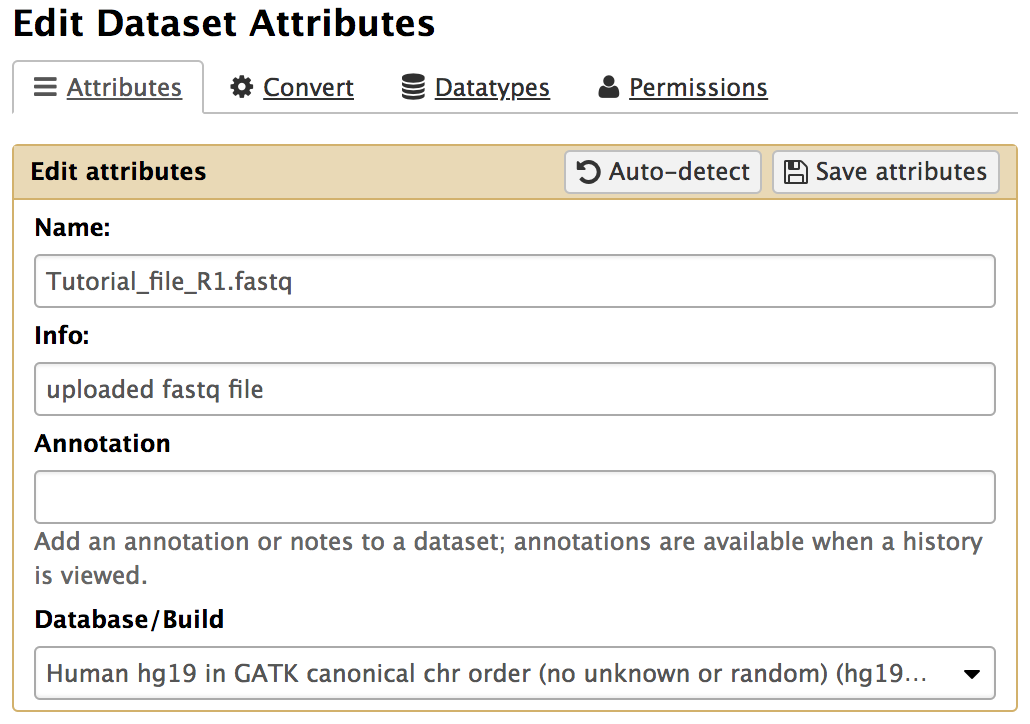 Edit Dataset Attributes
Attributes Convert Datatypes Permissions
Edit attributes Auto-detect Save attributes
Name:
Tutorial_file_R1.fastq
Info:
uploaded fastq file
Annotation
Add an annotation or notes to a dataset; annotations are available when a history
is viewed.
Database/Build
Human hg19 in GATK canonical chr order (no unknown or random) (hg19...